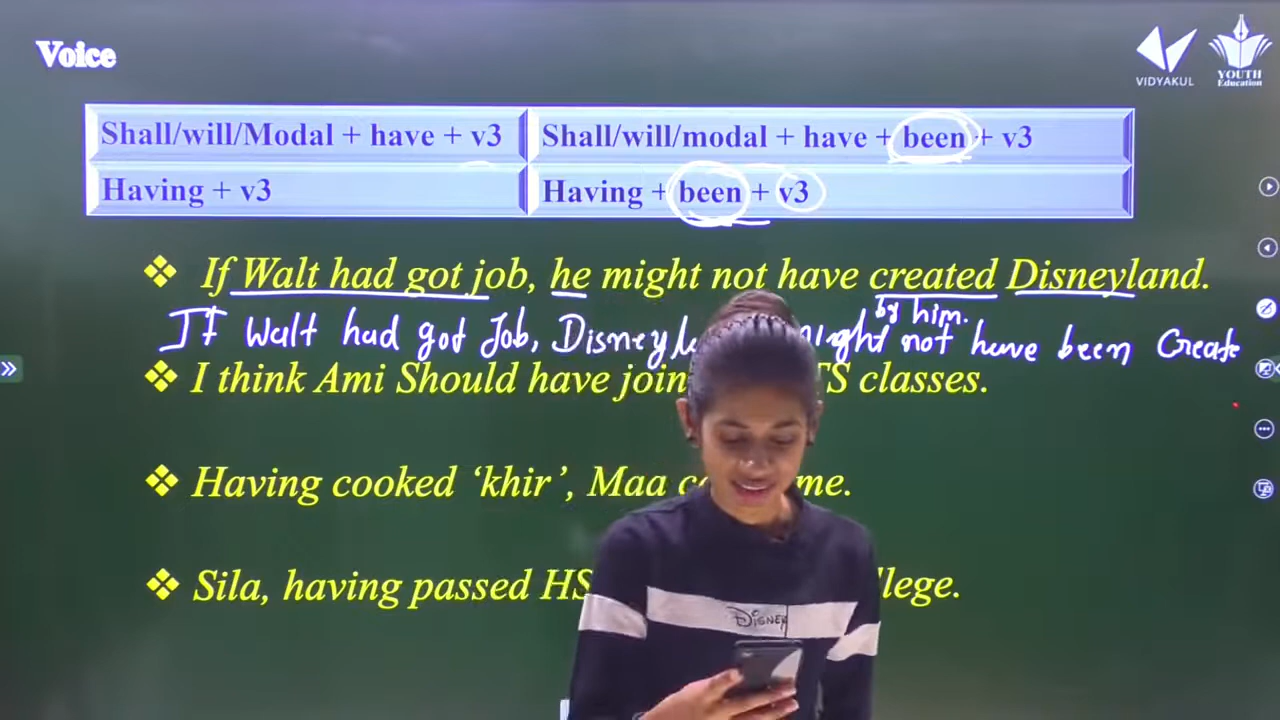 Voice
VIDYAKUL
YOUTH
Education
Shall/will/Modal + have + v3
Shall/will/modal + have + been + v3
Having + v3
Having + been + v3
If Walt had got job, he might not have created Disneyland.
by him.
If Walt had got Job, Disneyl might not have been Create
I think Ami Should have join TS classes.
Having cooked ‘khir’, Maa me.
Sila, having passed HS llege.
DISNEY